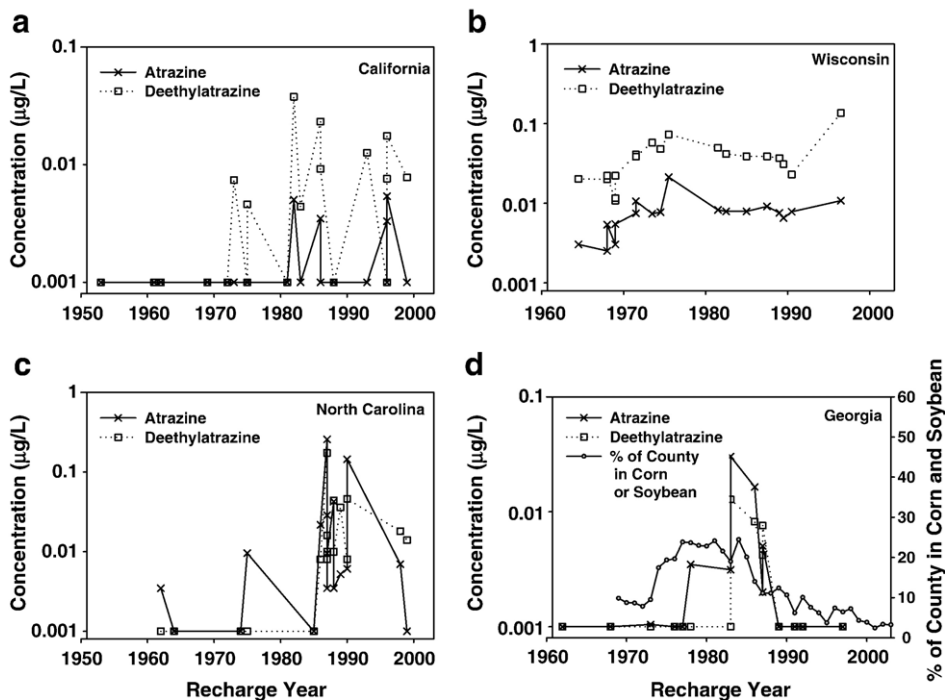 a
0.1
0.01
0.001
Concentration (µg/L)
Atrazine
Deethylatrazine
California
1950 1960 1970 1980 1990 2000
b
1
0.1
0.01
0.001
Concentration (µg/L)
Atrazine
Deethylatrazine
Wisconsin
1960 1970 1980 1990 2000
c
1
0.1
0.01
0.001
Concentration (µg/L)
Atrazine
Deethylatrazine
North Carolina
1950 1960 1970 1980 1990 2000
Recharge Year
d
0.1
0.01
0.001
Concentration (µg/L)
Atrazine
Deethylatrazine
% of County
in Corn
or Soybean
Georgia
60
50
40
30
20
10
0
% of County in Corn and Soybean
1960 1970 1980 1990 2000
Recharge Year